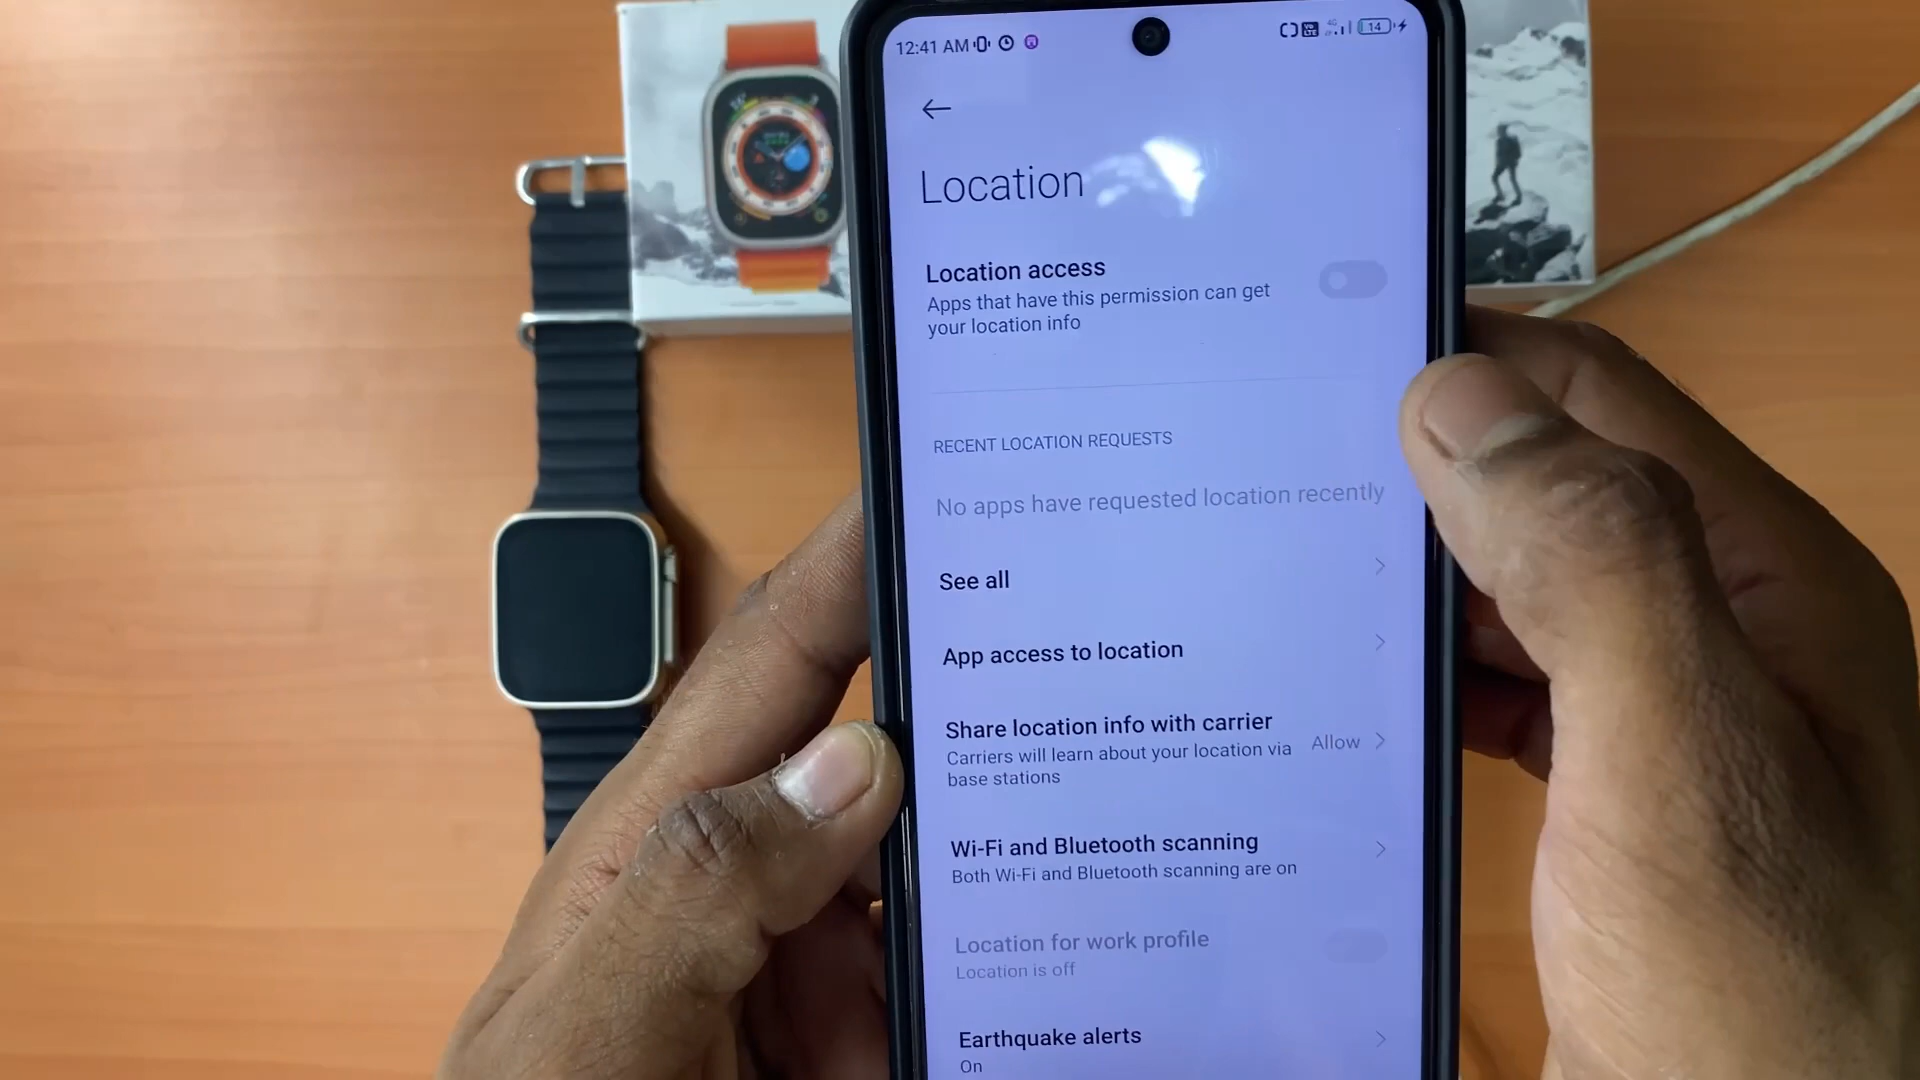 12:41 AM
14
Location
Location access
Apps that have this permission can get
your location info
RECENT LOCATION REQUESTS
No apps have requested location recently
See all
App access to location
Share location info with carrier
Carriers will learn about your location via
base stations
Allow
Wi-Fi and Bluetooth scanning
Both Wi-Fi and Bluetooth scanning are on
Location for work profile
Location is off
Earthquake alerts
On